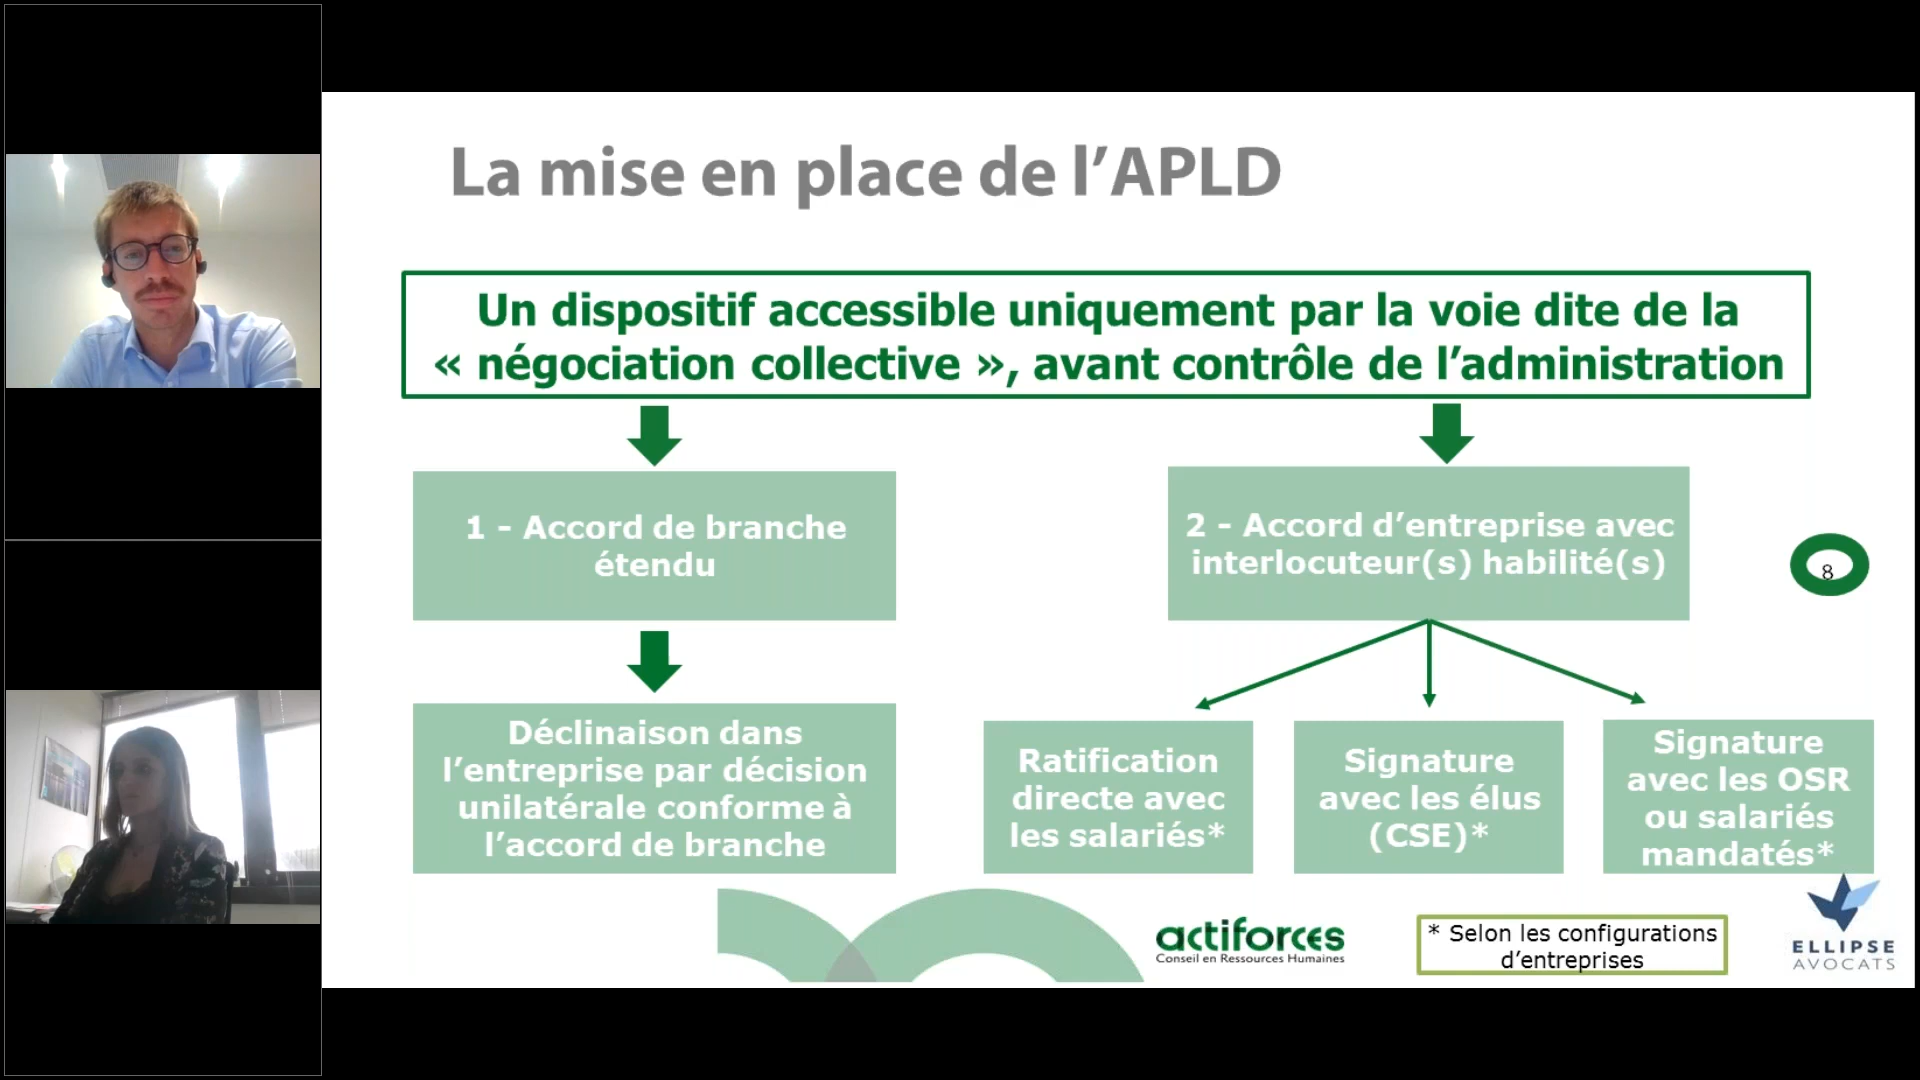 La mise en place de l’APLD
Un dispositif accessible uniquement par la voie dite de la
« négociation collective », avant contrôle de l’administration
1 - Accord de branche
étendu
2 - Accord d’entreprise avec
interlocuteur(s) habilité(s)
8
Déclinaison dans
l’entreprise par décision
unilatérale conforme à
l’accord de branche
Ratification
directe avec
les salariés*
Signature
avec les élus
(CSE)*
Signature
avec les OSR
ou salariés
mandatés*
actiforces
Conseil en Ressources Humaines
* Selon les configurations
d’entreprises
ELLIPSE
AVOCATS